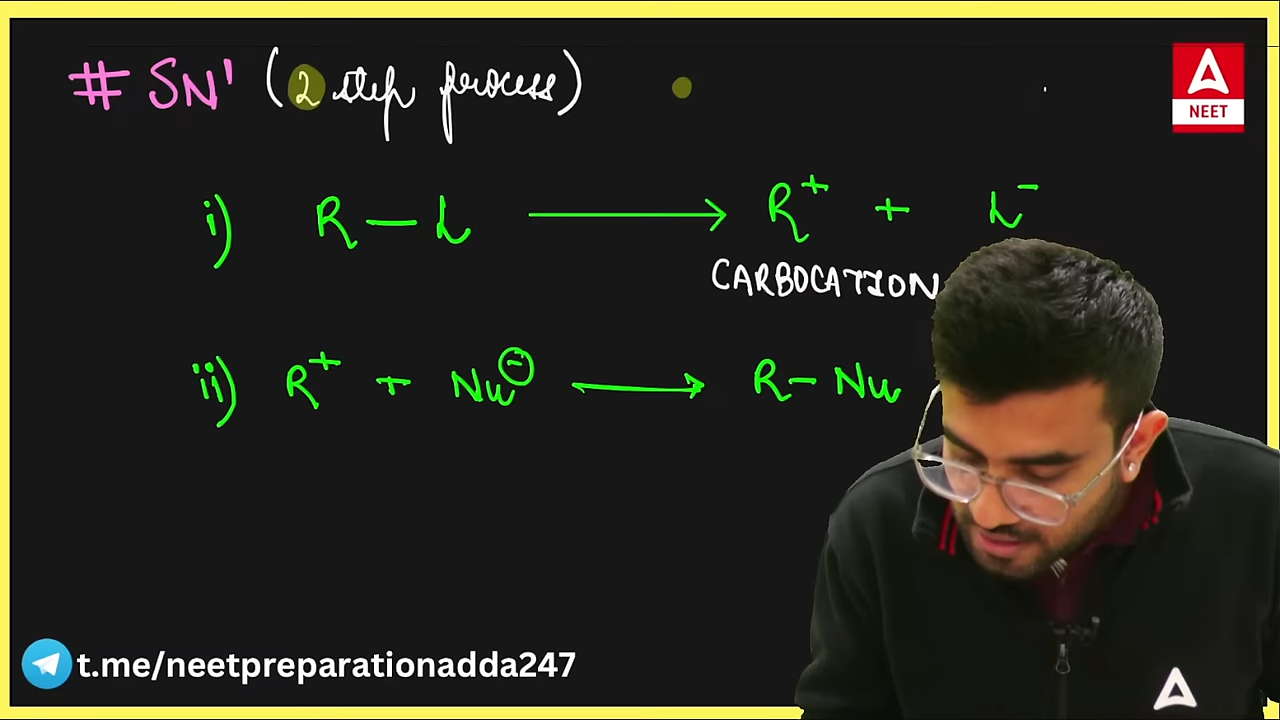 # SN' (2 step process)
NEET
i) R — L ⟶ R⁺ + L⁻
CARBOCATION
ii) R⁺ + Nu⊖ ⟶ R – Nu
t.me/neetpreparationadda247